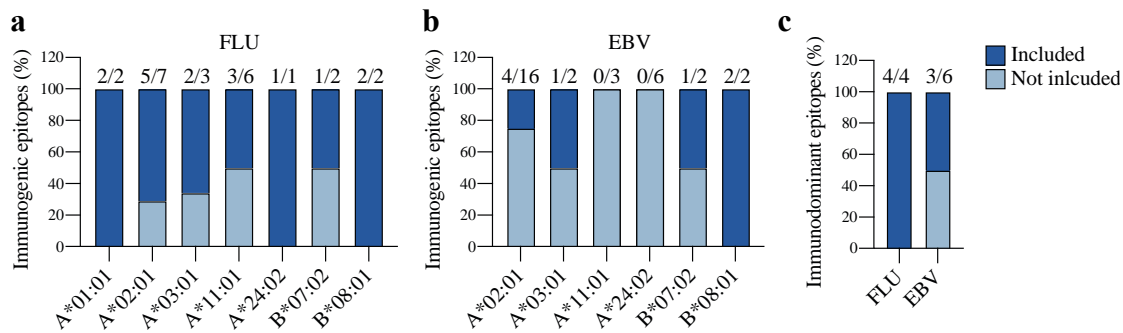 a
FLU
Immunogenic epitopes (%)
120
100
80
60
40
20
0
2/2 5/7 2/3 3/6 1/1 1/2 2/2
A*01:01 A*02:01 A*03:01 A*11:01 A*24:02 B*07:02 B*08:01
b
EBV
Immunogenic epitopes (%)
120
100
80
60
40
20
0
4/16 1/2 0/3 0/6 1/2 2/2
A*02:01 A*03:01 A*11:01 A*24:02 B*07:02 B*08:01
c
Immunodominant epitopes (%)
120
100
80
60
40
20
0
4/4 3/6
FLU EBV
Included
Not inlcuded